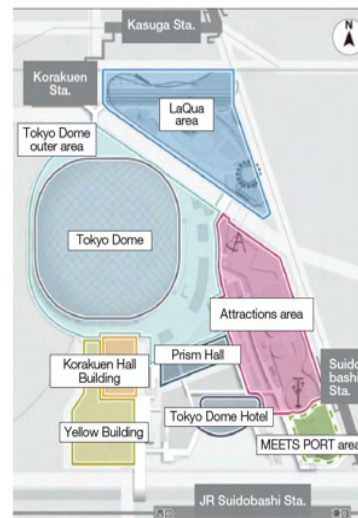 Kasuga Sta.
N
Korakuen
Sta.
LaQua
area
Tokyo Dome
outer area
Tokyo Dome
Attractions area
Prism Hall
Korakuen Hall
Building
Suido
bashi
Sta.
Tokyo Dome Hotel
Yellow Building
MEETS PORT area
JR Suidobashi Sta.